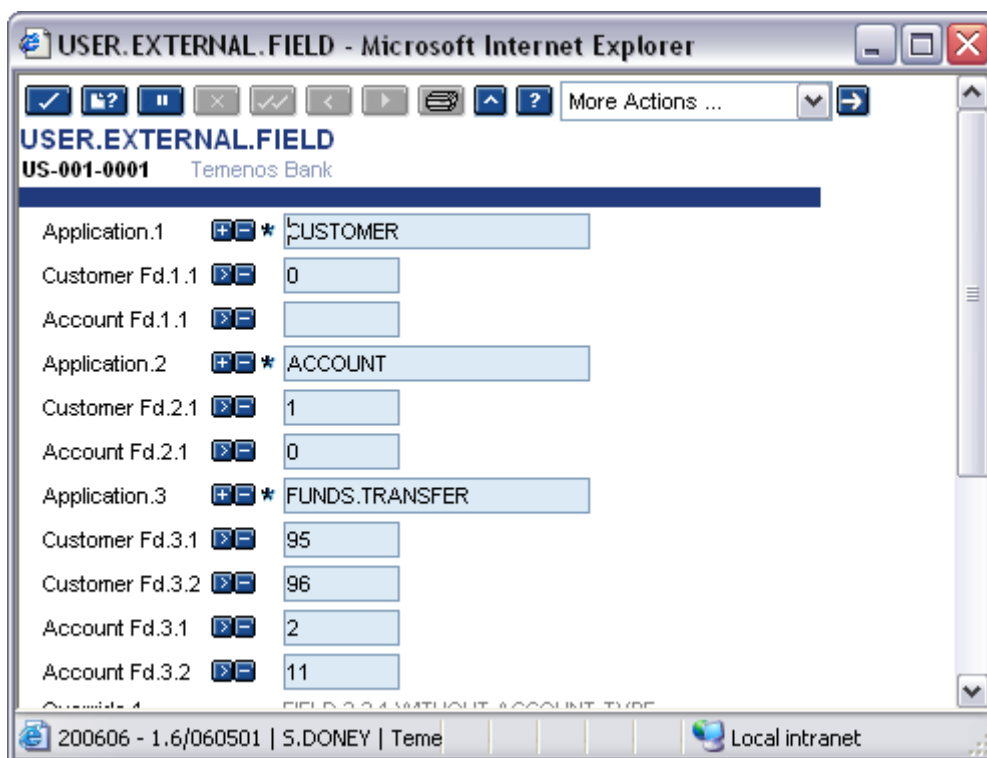 USER.EXTERNAL.FIELD - Microsoft Internet Explorer
More Actions ...
USER.EXTERNAL.FIELD
US-001-0001 Temenos Bank
Application.1 * CUSTOMER
Customer Fd.1.1 0
Account Fd.1.1
Application.2 * ACCOUNT
Customer Fd.2.1 1
Account Fd.2.1 0
Application.3 * FUNDS.TRANSFER
Customer Fd.3.1 95
Customer Fd.3.2 96
Account Fd.3.1 2
Account Fd.3.2 11
200606 - 1.6/060501 | S.DONEY | Teme Local intranet